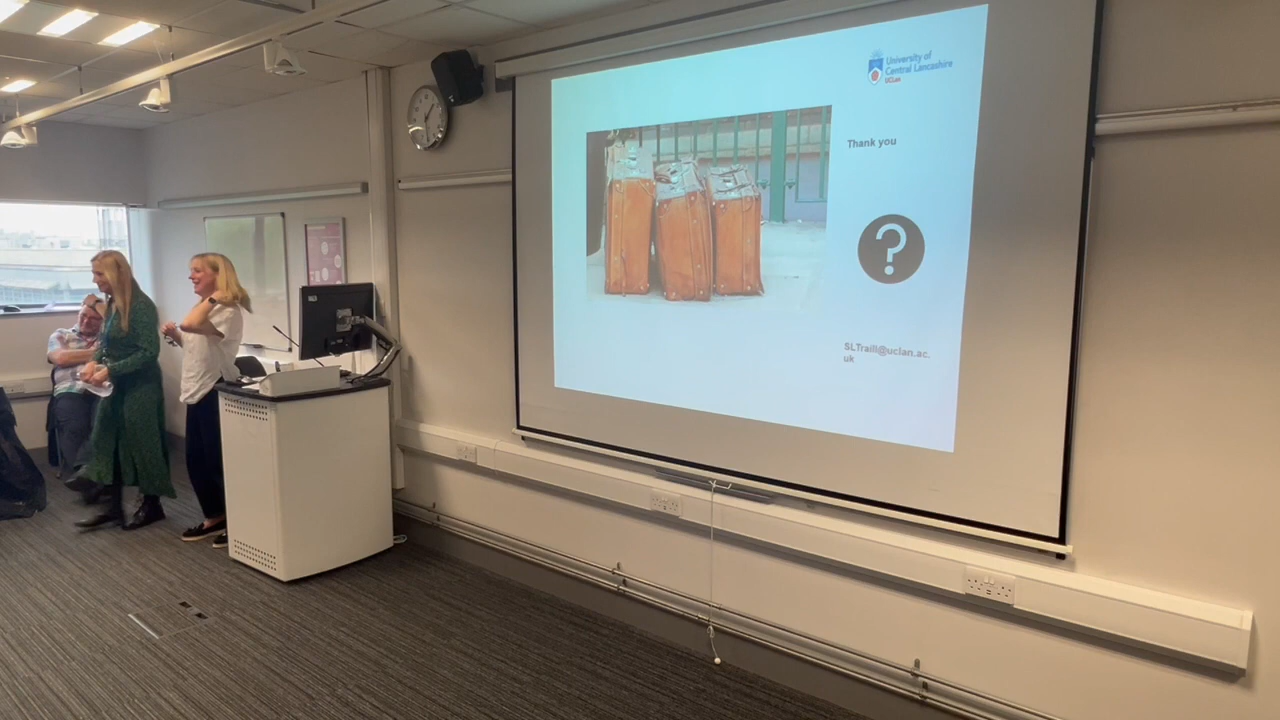 University of
Central Lancashire
UCLan
Thank you
SLTraill@uclan.ac.
uk